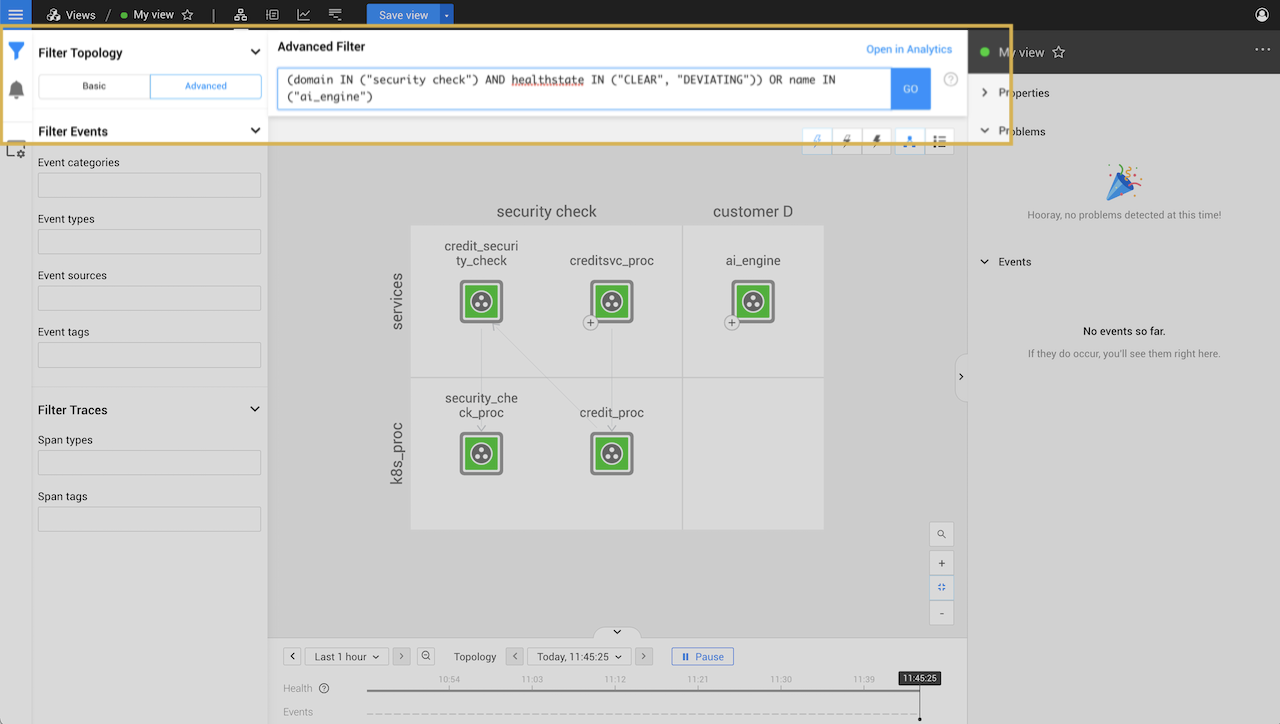 Views / My view
Save view
Filter Topology
Basic
Advanced
Advanced Filter
Open in Analytics
(domain IN ("security check") AND healthstate IN ("CLEAR", "DEVIATING")) OR name IN
("ai_engine")
GO
?
My view
Properties
Problems
Hooray, no problems detected at this time!
Events
No events so far.
If they do occur, you'll see them right here.
Filter Events
Event categories
Event types
Event sources
Event tags
Filter Traces
Span types
Span tags
security check
customer D
services
k8s_proc
credit_securi
ty_check
creditsvc_proc
ai_engine
security_che
ck_proc
credit_proc
+
-
Last 1 hour
Topology
Today, 11:45:25
Pause
10:54
11:03
11:12
11:21
11:30
11:39
11:45:25
Health ?
Events